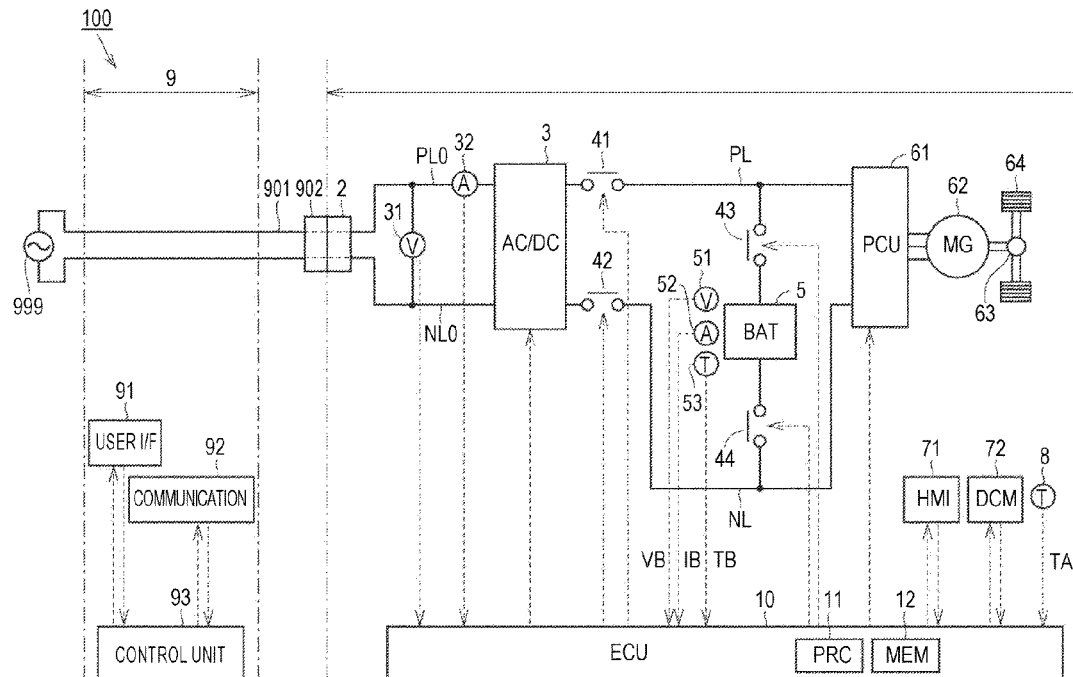 100
9
3
32
41
PL0
PL
61
64
901
902
2
31
A
62
43
V
AC/DC
PCU
MG
51
999
42
52
V
5
63
A
BAT
NL0
T
53
91
USER I/F
92
44
71
72
8
COMMUNICATION
HMI
DCM
T
NL
VB
IB
TB
TA
93
10
11
12
CONTROL UNIT
ECU
PRC
MEM